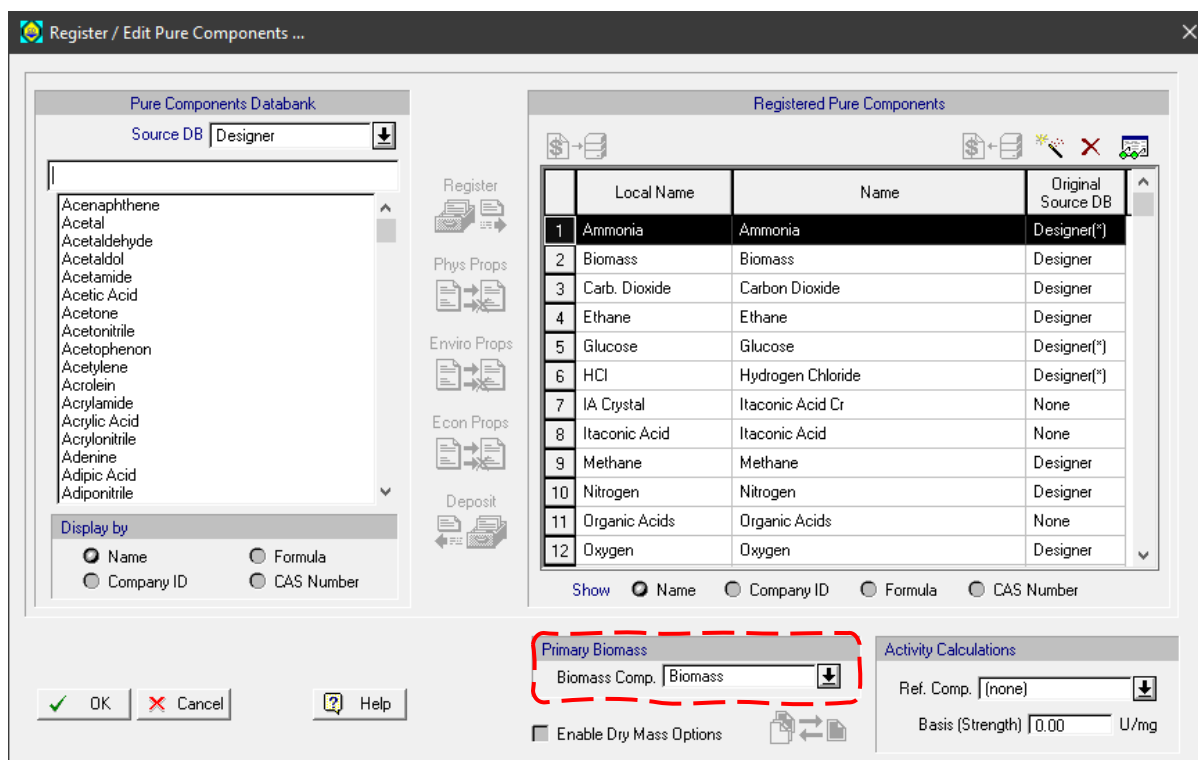 Register / Edit Pure Components ...
Pure Components Databank
Source DB Designer
Acenaphthene
Acetal
Acetaldehyde
Acetaldol
Acetamide
Acetic Acid
Acetone
Acetonitrile
Acetophenon
Acetylene
Acrolein
Acrylamide
Acrylic Acid
Acrylonitrile
Adenine
Adipic Acid
Adiponitrile
Display by
Name Formula
Company ID CAS Number
Register
Phys Props
Enviro Props
Econ Props
Deposit
Registered Pure Components
Local Name Name Original Source DB
1 Ammonia Ammonia Designer(*)
2 Biomass Biomass Designer
3 Carb. Dioxide Carbon Dioxide Designer
4 Ethane Ethane Designer
5 Glucose Glucose Designer(*)
6 HCl Hydrogen Chloride Designer(*)
7 IA Crystal Itaconic Acid Cr None
8 Itaconic Acid Itaconic Acid None
9 Methane Methane Designer
10 Nitrogen Nitrogen Designer
11 Organic Acids Organic Acids None
12 Oxygen Oxygen Designer
Show Name Company ID Formula CAS Number
Primary Biomass
Biomass Comp. Biomass
Enable Dry Mass Options
Activity Calculations
Ref. Comp. (none)
Basis (Strength) 0.00 U/mg
OK Cancel Help